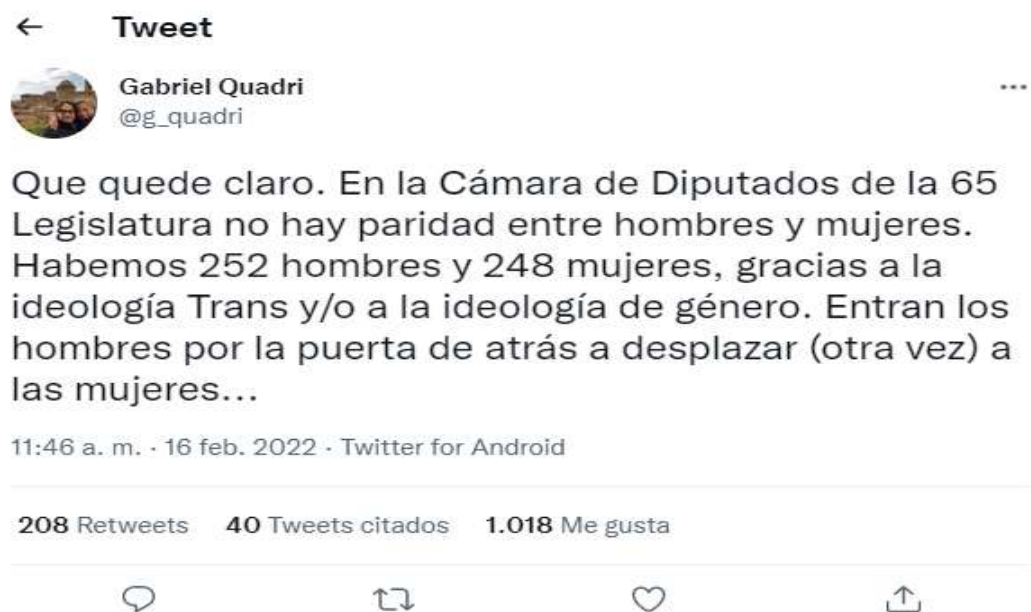 Tweet
Gabriel Quadri
@g_quadri
Que quede claro. En la Cámara de Diputados de la 65
Legislatura no hay paridad entre hombres y mujeres.
Habemos 252 hombres y 248 mujeres, gracias a la
ideología Trans y/o a la ideología de género. Entran los
hombres por la puerta de atrás a desplazar (otra vez) a
las mujeres...
11:46 a. m. · 16 feb. 2022 · Twitter for Android
208 Retweets 40 Tweets citados 1.018 Me gusta